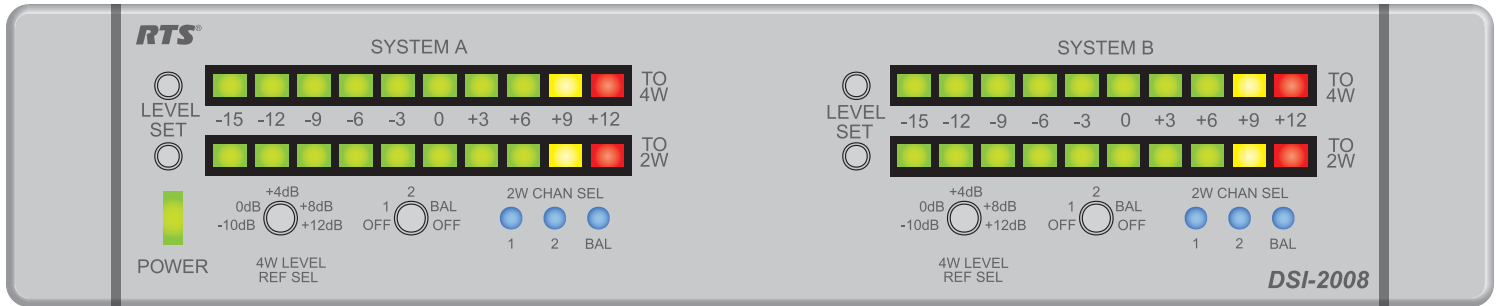 RTS®
SYSTEM A
SYSTEM B
TO
4W
TO
4W
LEVEL
SET
-15 -12 -9 -6 -3 0 +3 +6 +9 +12
LEVEL
SET
-15 -12 -9 -6 -3 0 +3 +6 +9 +12
TO
2W
TO
2W
+4dB
0dB +8dB
-10dB +12dB
4W LEVEL
REF SEL
2
1 BAL
OFF OFF
2W CHAN SEL
1 2 BAL
+4dB
0dB +8dB
-10dB +12dB
4W LEVEL
REF SEL
2
1 BAL
OFF OFF
2W CHAN SEL
1 2 BAL
POWER
DSI-2008